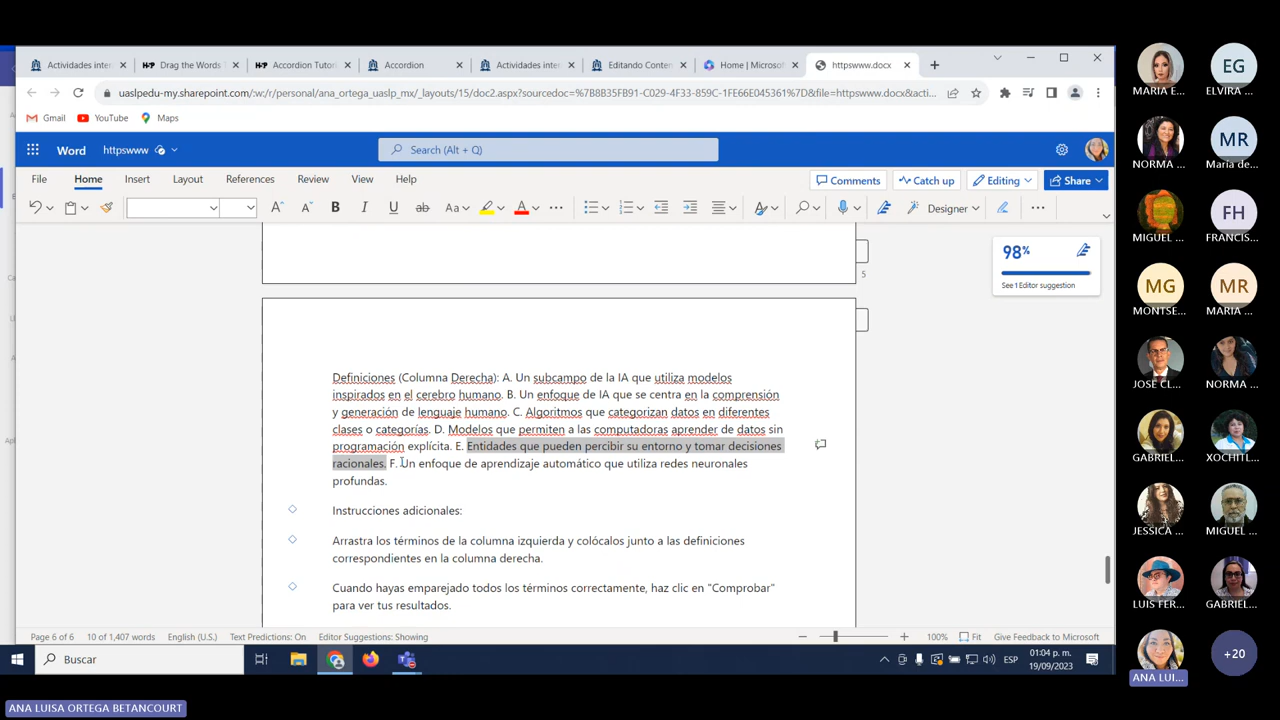 Actividades inter
Drag the Words
Accordion Tutori
Accordion
Actividades inte
Editando Conten
Home | Microsof
httpswww.docx
uaslpedu-my.sharepoint.com/:w:/r/personal/ana_ortega_uaslp_mx/_layouts/15/doc2.aspx?sourcedoc=%7B8B35FB91-C029-4F33-859C-1FE66E045361%7D&file=httpswww.docx&acti...
Gmail
YouTube
Maps
Word
httpswww
Search (Alt + Q)
File
Home
Insert
Layout
References
Review
View
Help
Comments
Catch up
Editing
Share
Designer
98%
See 1 Editor suggestion
5
Definiciones (Columna Derecha): A. Un subcampo de la IA que utiliza modelos
inspirados en el cerebro humano. B. Un enfoque de IA que se centra en la comprensión
y generación de lenguaje humano. C. Algoritmos que categorizan datos en diferentes
clases o categorías. D. Modelos que permiten a las computadoras aprender de datos sin
programación explícita. E. Entidades que pueden percibir su entorno y tomar decisiones
racionales. F. Un enfoque de aprendizaje automático que utiliza redes neuronales
profundas.
Instrucciones adicionales:
Arrastra los términos de la columna izquierda y colócalos junto a las definiciones
correspondientes en la columna derecha.
Cuando hayas emparejado todos los términos correctamente, haz clic en "Comprobar"
para ver tus resultados.
Page 6 of 6
10 of 1,407 words
English (U.S.)
Text Predictions: On
Editor Suggestions: Showing
100%
Fit
Give Feedback to Microsoft
Buscar
ESP
01:04 p. m.
19/09/2023
ANA LUISA ORTEGA BETANCOURT
MARIA E...
EG
ELVIRA ...
NORMA ...
MR
María de...
MIGUEL ...
FH
FRANCIS...
MG
MONTSE...
MR
MARIA ...
JOSE CL...
NORMA ...
GABRIEL...
XOCHITL...
JESSICA ...
MIGUEL ...
LUIS FER...
GABRIEL...
ANA LUI...
+20